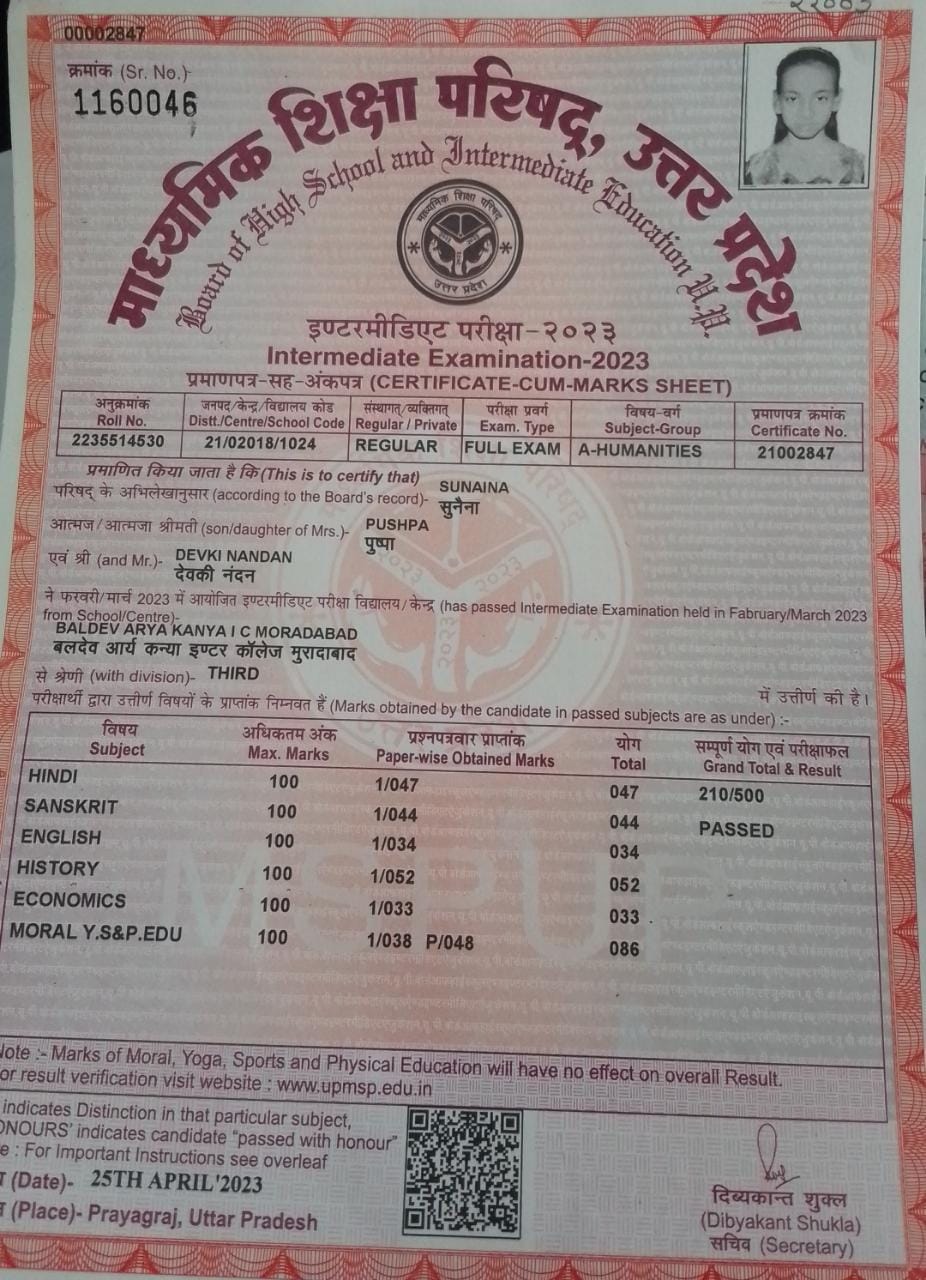 00002847
क्रमांक (Sr. No.)-
1160046
माध्यमिक शिक्षा परिषद्, उत्तर प्रदेश
Board of High School and Intermediate Education U.P.
माध्यमिक शिक्षा परिषद
उत्तर प्रदेश
इण्टरमीडिएट परीक्षा-२०२३
Intermediate Examination-2023
प्रमाणपत्र-सह-अंकपत्र (CERTIFICATE-CUM-MARKS SHEET)
अनुक्रमांक जनपद/केन्द्र/विद्यालय कोड संस्थागत/व्यक्तिगत परीक्षा प्रवर्ग विषय-वर्ग प्रमाणपत्र क्रमांक
Roll No. Distt./Centre/School Code Regular / Private Exam. Type Subject-Group Certificate No.
2235514530 21/02018/1024 REGULAR FULL EXAM A-HUMANITIES 21002847
प्रमाणित किया जाता है कि (This is to certify that)
परिषद् के अभिलेखानुसार (according to the Board's record)- SUNAINA
सुनैना
आत्मज/आत्मजा श्रीमती (son/daughter of Mrs.)- PUSHPA
पुष्पा
एवं श्री (and Mr.)- DEVKI NANDAN
देवकी नंदन
ने फरवरी/मार्च 2023 में आयोजित इण्टरमीडिएट परीक्षा विद्यालय/केन्द्र (has passed Intermediate Examination held in Fabruary/March 2023
from School/Centre)-
BALDEV ARYA KANYA I C MORADABAD
बलदेव आर्य कन्या इण्टर कॉलेज मुरादाबाद
से श्रेणी (with division)- THIRD में उत्तीर्ण की है।
परीक्षार्थी द्वारा उत्तीर्ण विषयों के प्राप्तांक निम्नवत हैं (Marks obtained by the candidate in passed subjects are as under) :-
विषय अधिकतम अंक प्रश्नपत्रवार प्राप्तांक योग सम्पूर्ण योग एवं परीक्षाफल
Subject Max. Marks Paper-wise Obtained Marks Total Grand Total & Result
HINDI 100 1/047 047 210/500
SANSKRIT 100 1/044 044 PASSED
ENGLISH 100 1/034 034
HISTORY 100 1/052 052
ECONOMICS 100 1/033 033
MORAL Y.S&P.EDU 100 1/038 P/048 086
MSPUP
Note :- Marks of Moral, Yoga, Sports and Physical Education will have no effect on overall Result.
or result verification visit website : www.upmsp.edu.in
indicates Distinction in that particular subject,
ONOURS' indicates candidate "passed with honour"
e : For Important Instructions see overleaf
(Date)- 25TH APRIL'2023
(Place)- Prayagraj, Uttar Pradesh
दिब्यकान्त शुक्ल
(Dibyakant Shukla)
सचिव (Secretary)